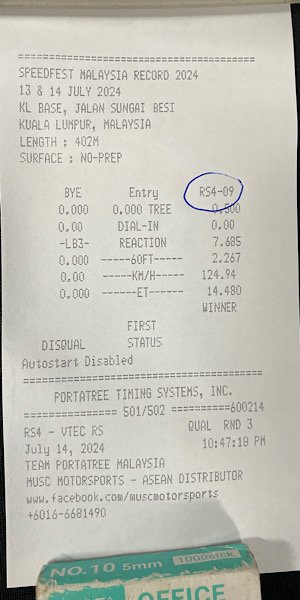 ==========================================
SPEEDFEST MALAYSIA RECORD 2024
13 & 14 JULY 2024
KL BASE, JALAN SUNGAI BESI
KUALA LUMPUR, MALAYSIA
LENGTH : 402M
SURFACE : NO-PREP
BYE Entry RS4-09
0.000 0.000 TREE 0.500
0.00 DIAL-IN 0.00
-LB3- REACTION 7.685
0.000 ------60FT----- 2.267
0.00 -----KM/H------ 124.94
0.000 ------ET------- 14.480
WINNER
FIRST
DISQUAL STATUS
Autostart Disabled
==========================================
PORTATREE TIMING SYSTEMS, INC.
================ 501/502 ==========600214
RS4 - VTEC RS QUAL RND 3
July 14, 2024 10:47:18 PM
TEAM PORTATREE MALAYSIA
MUSC MOTORSPORTS - ASEAN DISTRIBUTOR
www.facebook.com/muscmotorsports
+6016-6681490
NO.10 5mm 1000stck
OFFICE